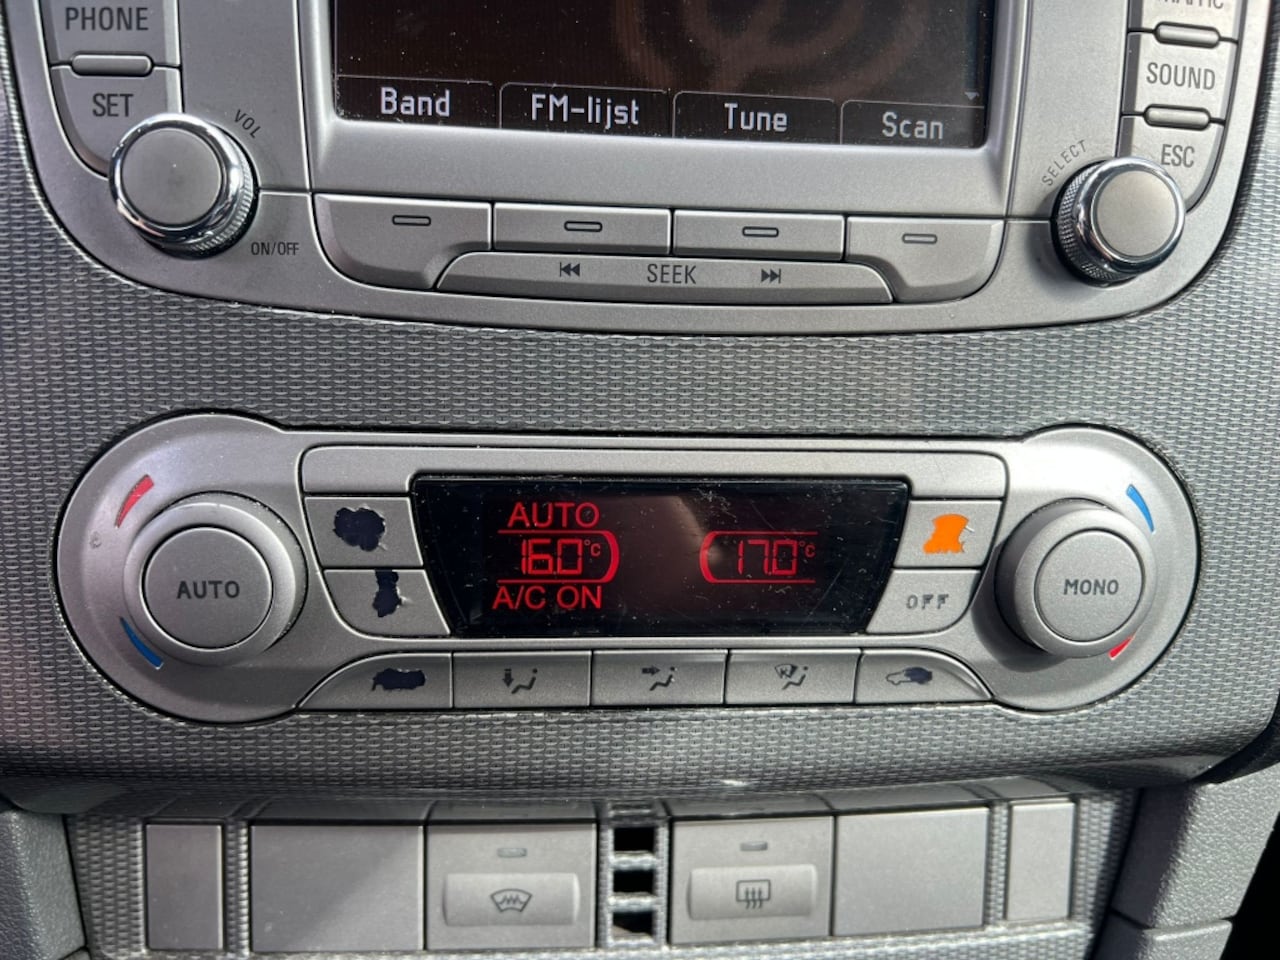 PHONE
TRAFFIC
SET
SOUND
ESC
VOL
ON/OFF
SELECT
Band FM-lijst Tune Scan
SEEK
AUTO
AUTO
16.0°C
A/C ON
17.0°C
OFF
MONO